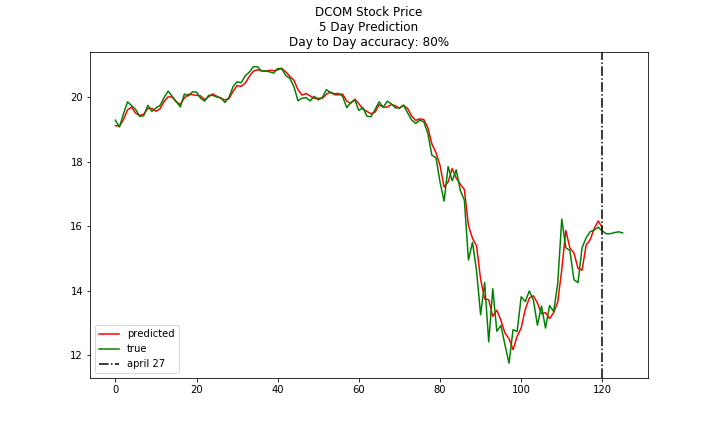 DCOM Stock Price
5 Day Prediction
Day to Day accuracy: 80%
20
18
16
14
12
predicted
true
april 27
0
20
40
60
80
100
120